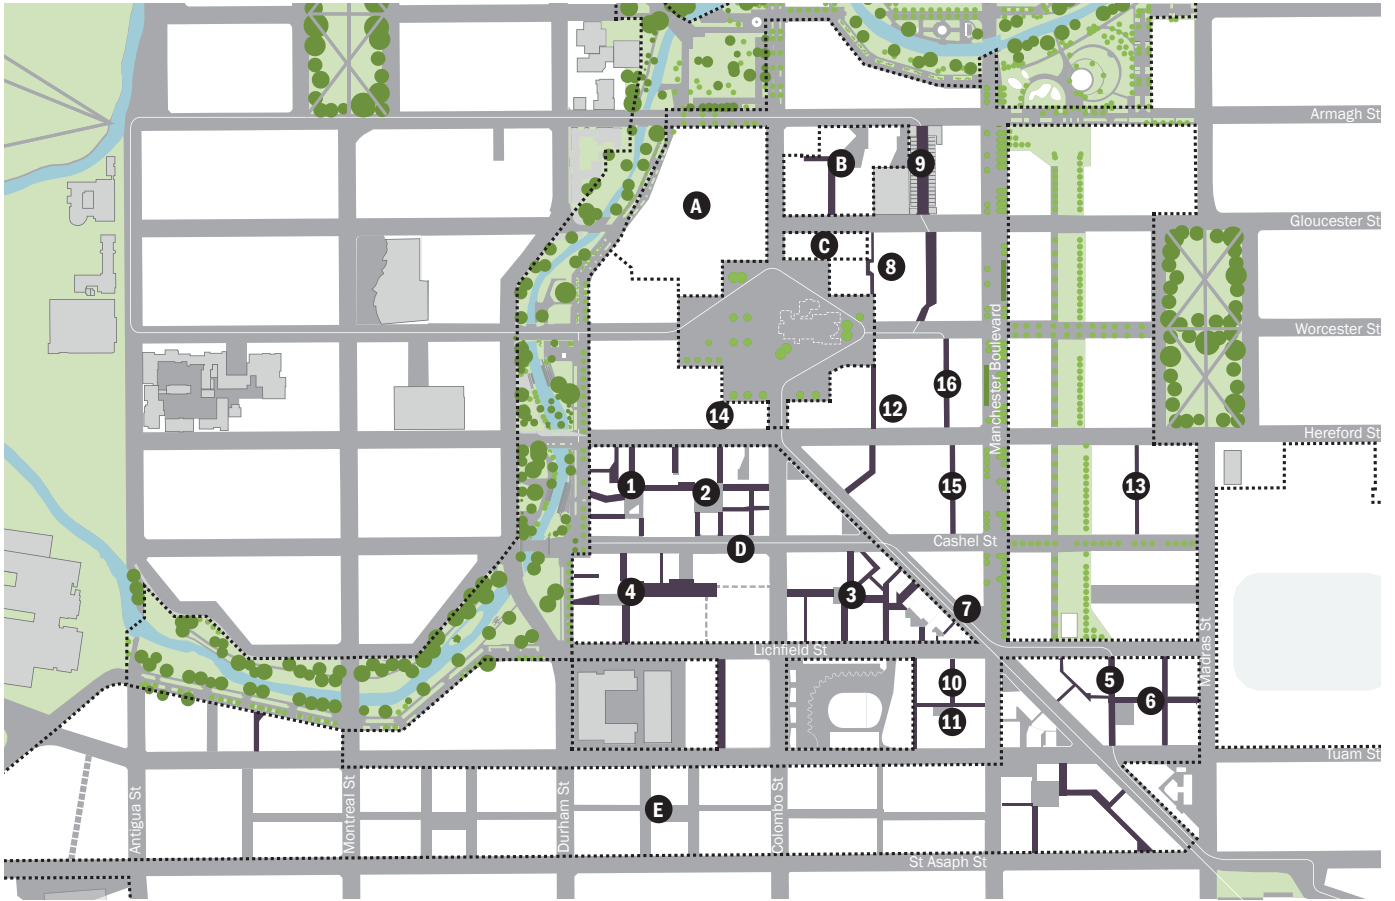 Armagh St
B
9
A
Gloucester St
C
8
Worcester St
Manchester Boulevard
16
12
14
Hereford St
1
2
15
13
Cashel St
D
4
3
7
Lichfield St
Madras St
5
10
6
11
Tuam St
Antigua St
Montreal St
Durham St
Colombo St
E
St Asaph St